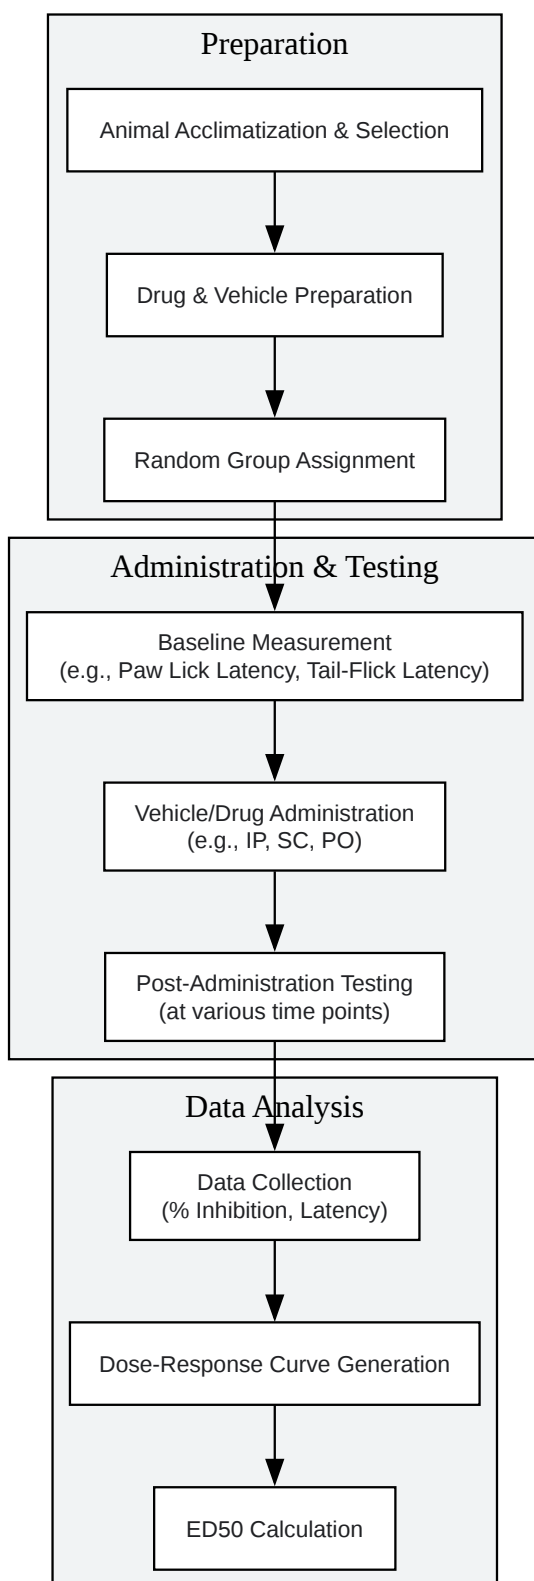 Preparation
Animal Acclimatization & Selection
Drug & Vehicle Preparation
Random Group Assignment
Administration & Testing
Baseline Measurement
(e.g., Paw Lick Latency, Tail-Flick Latency)
Vehicle/Drug Administration
(e.g., IP, SC, PO)
Post-Administration Testing
(at various time points)
Data Analysis
Data Collection
(% Inhibition, Latency)
Dose-Response Curve Generation
ED50 Calculation